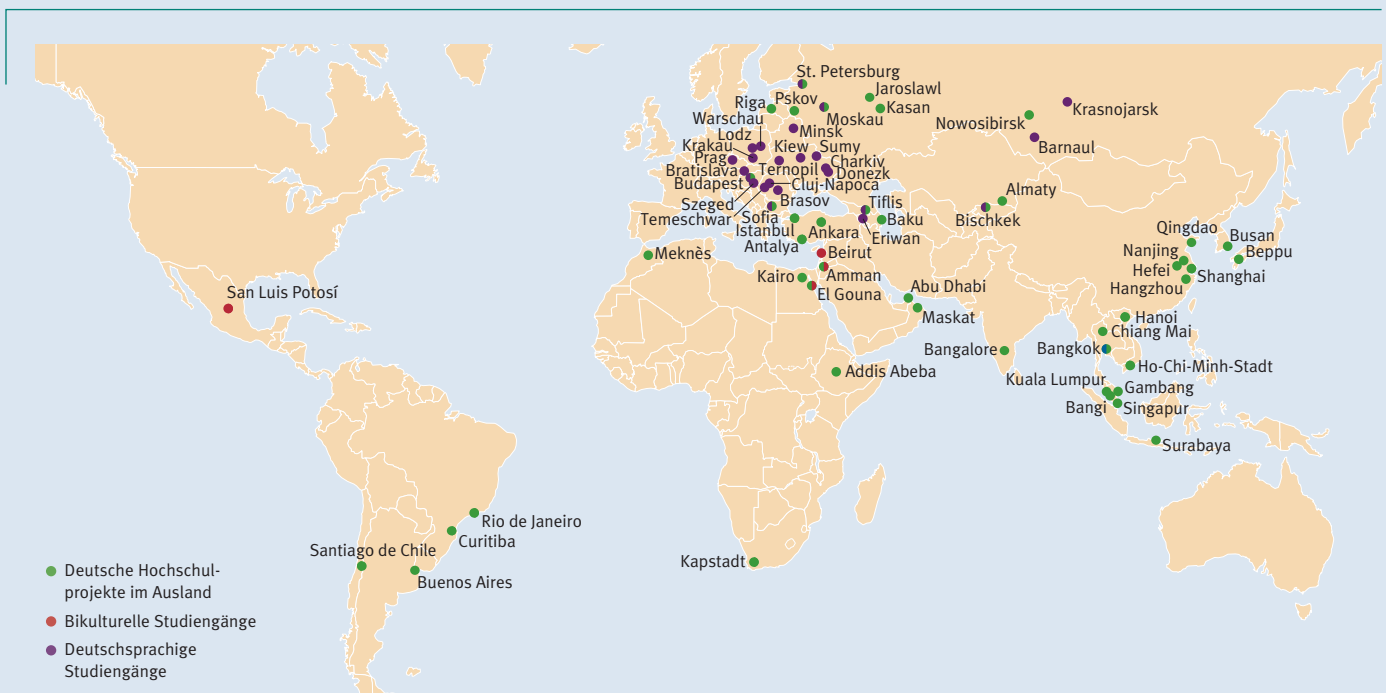 St. Petersburg
Jaroslawl
Riga
Pskov
Kasan
Krasnojarsk
Warschau
Moskau
Nowosibirsk
Lodz
Minsk
Krakau
Kiew
Sumy
Barnaul
Prag
Charkiv
Bratislava
Ternopil
Donezk
Budapest
Cluj-Napoca
Almaty
Szeged
Brasov
Tiflis
Temeschwar
Sofia
Baku
Bischkek
Istanbul
Ankara
Eriwan
Qingdao
Busan
Antalya
Meknès
Beirut
Nanjing
Beppu
Kairo
Amman
Hefei
Shanghai
San Luis Potosí
El Gouna
Abu Dhabi
Hangzhou
Maskat
Hanoi
Chiang Mai
Bangalore
Bangkok
Addis Abeba
Ho-Chi-Minh-Stadt
Kuala Lumpur
Gambang
Bangi
Singapur
Surabaya
Rio de Janeiro
Curitiba
Santiago de Chile
Kapstadt
Buenos Aires
Deutsche Hochschul-
projekte im Ausland
Bikulturelle Studiengänge
Deutschsprachige
Studiengänge